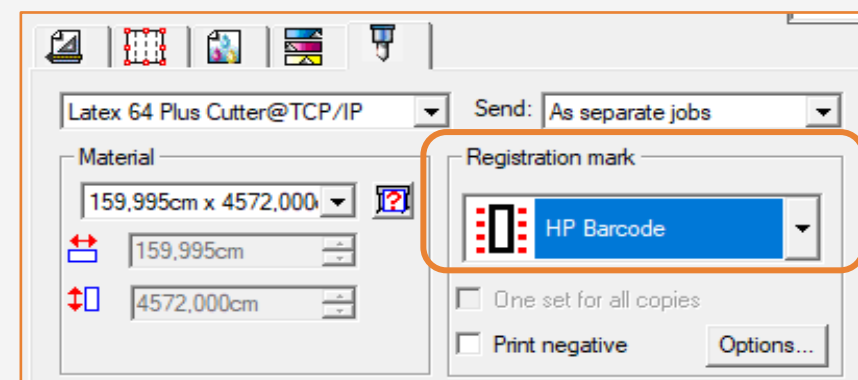 Latex 64 Plus Cutter@TCP/IP
Send: As separate jobs
Material
159,995cm x 4572,000
159,995cm
4572,000cm
Registration mark
HP Barcode
One set for all copies
Print negative
Options...